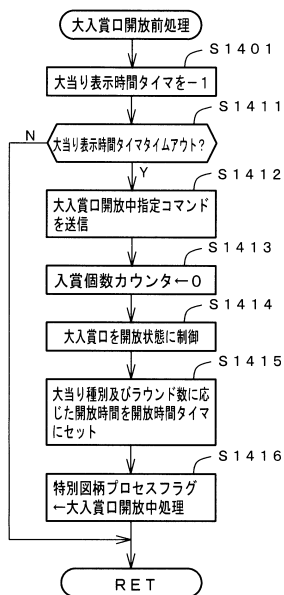 大入賞口開放前処理
S1401
大当り表示時間タイマを−1
S1411
N
大当り表示時間タイマタイムアウト?
Y
S1412
大入賞口開放中指定コマンド
を送信
S1413
入賞個数カウンタ←0
S1414
大入賞口を開放状態に制御
S1415
大当り種別及びラウンド数に応
じた開放時間を開放時間タイマ
にセット
S1416
特別図柄プロセスフラグ
←大入賞口開放中処理
RET